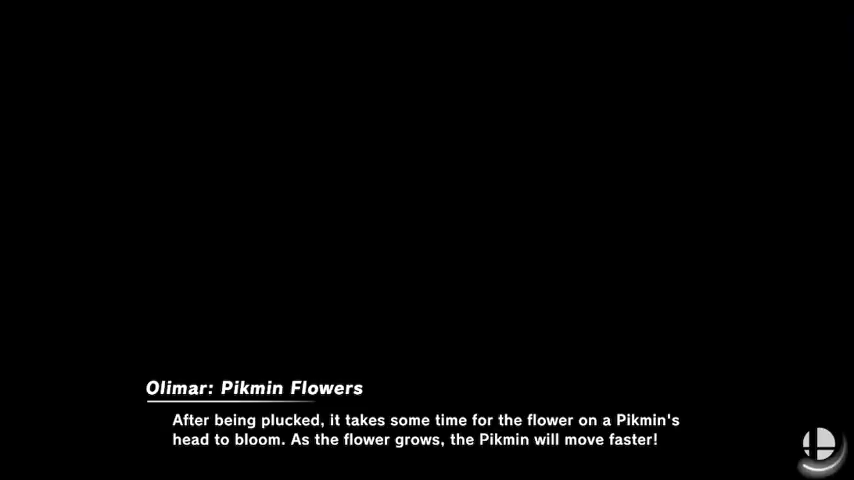 Olimar: Pikmin Flowers
After being plucked, it takes some time for the flower on a Pikmin's
head to bloom. As the flower grows, the Pikmin will move faster!